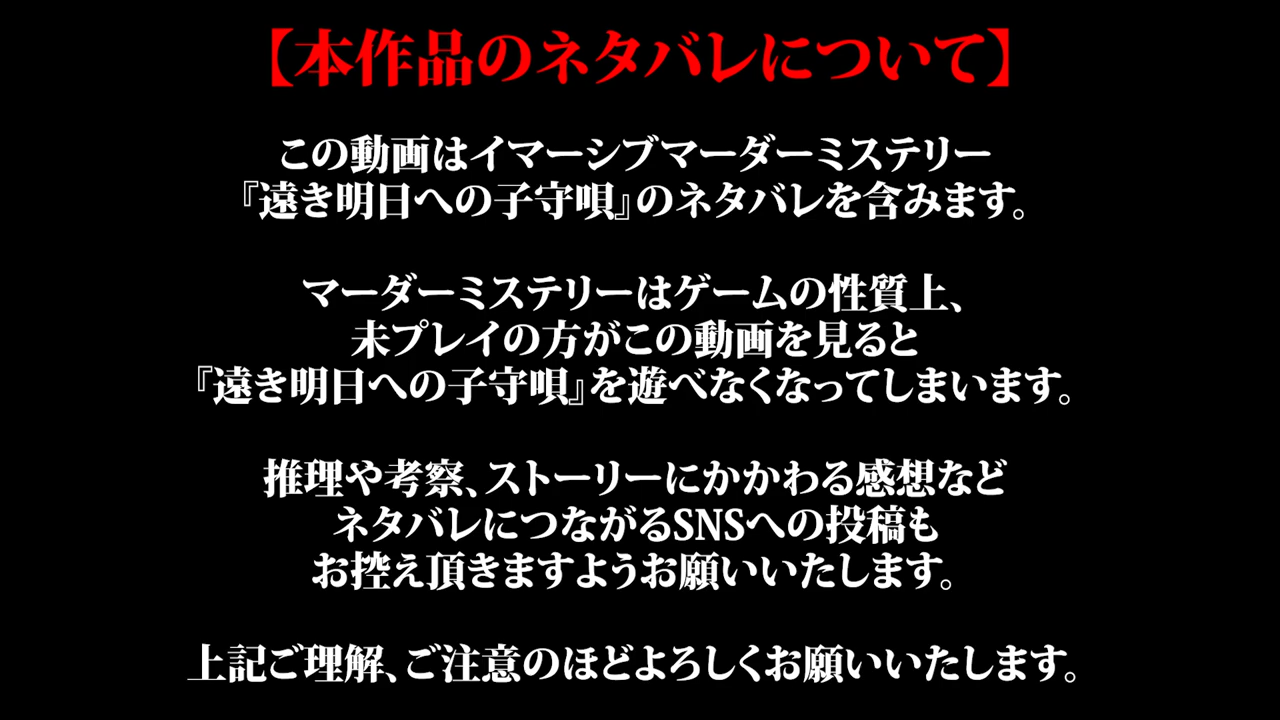 【本作品のネタバレについて】
この動画はイマーシブマーダーミステリー
『遠き明日への子守唄』のネタバレを含みます。
マーダーミステリーはゲームの性質上、
未プレイの方がこの動画を見ると
『遠き明日への子守唄』を遊べなくなってしまいます。
推理や考察、ストーリーにかかわる感想など
ネタバレにつながるSNSへの投稿も
お控え頂きますようお願いいたします。
上記ご理解、ご注意のほどよろしくお願いいたします。